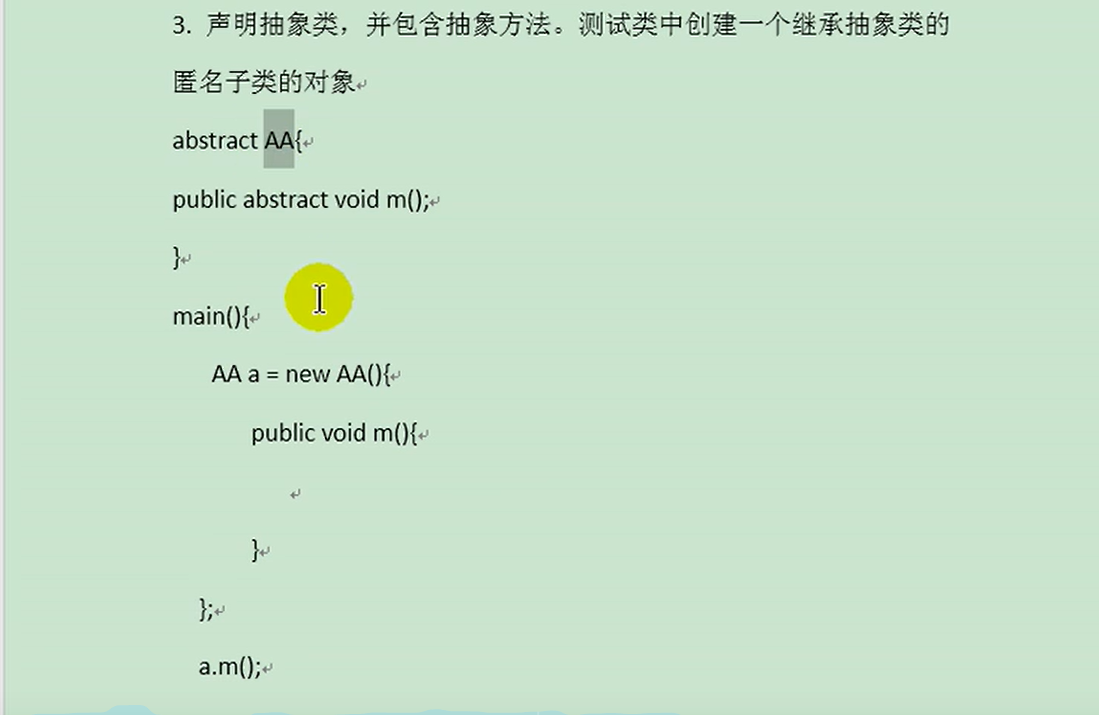 3. 声明抽象类，并包含抽象方法。测试类中创建一个继承抽象类的
匿名子类的对象
abstract AA{
public abstract void m();
}
main(){
AA a = new AA(){
public void m(){
}
};
a.m();